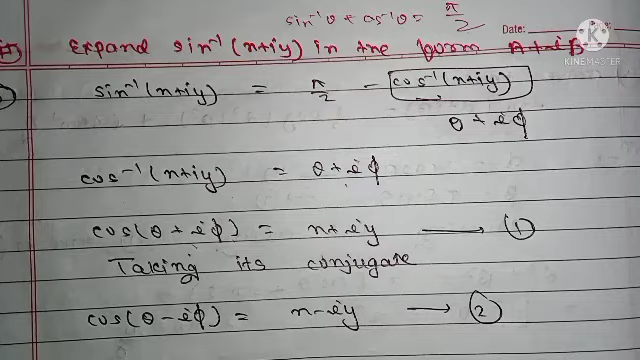 sin⁻¹θ + cos⁻¹θ = π/2
Date:
Expand sin⁻¹(x+iy) in the form A+iB
KINEMASTER
sin⁻¹(x+iy) = π/2 - cos⁻¹(x+iy)
θ + iϕ
cos⁻¹(x+iy) = θ + iϕ
cos(θ + iϕ) = x+iy → ①
Taking its conjugate
cos(θ - iϕ) = x-iy → ②